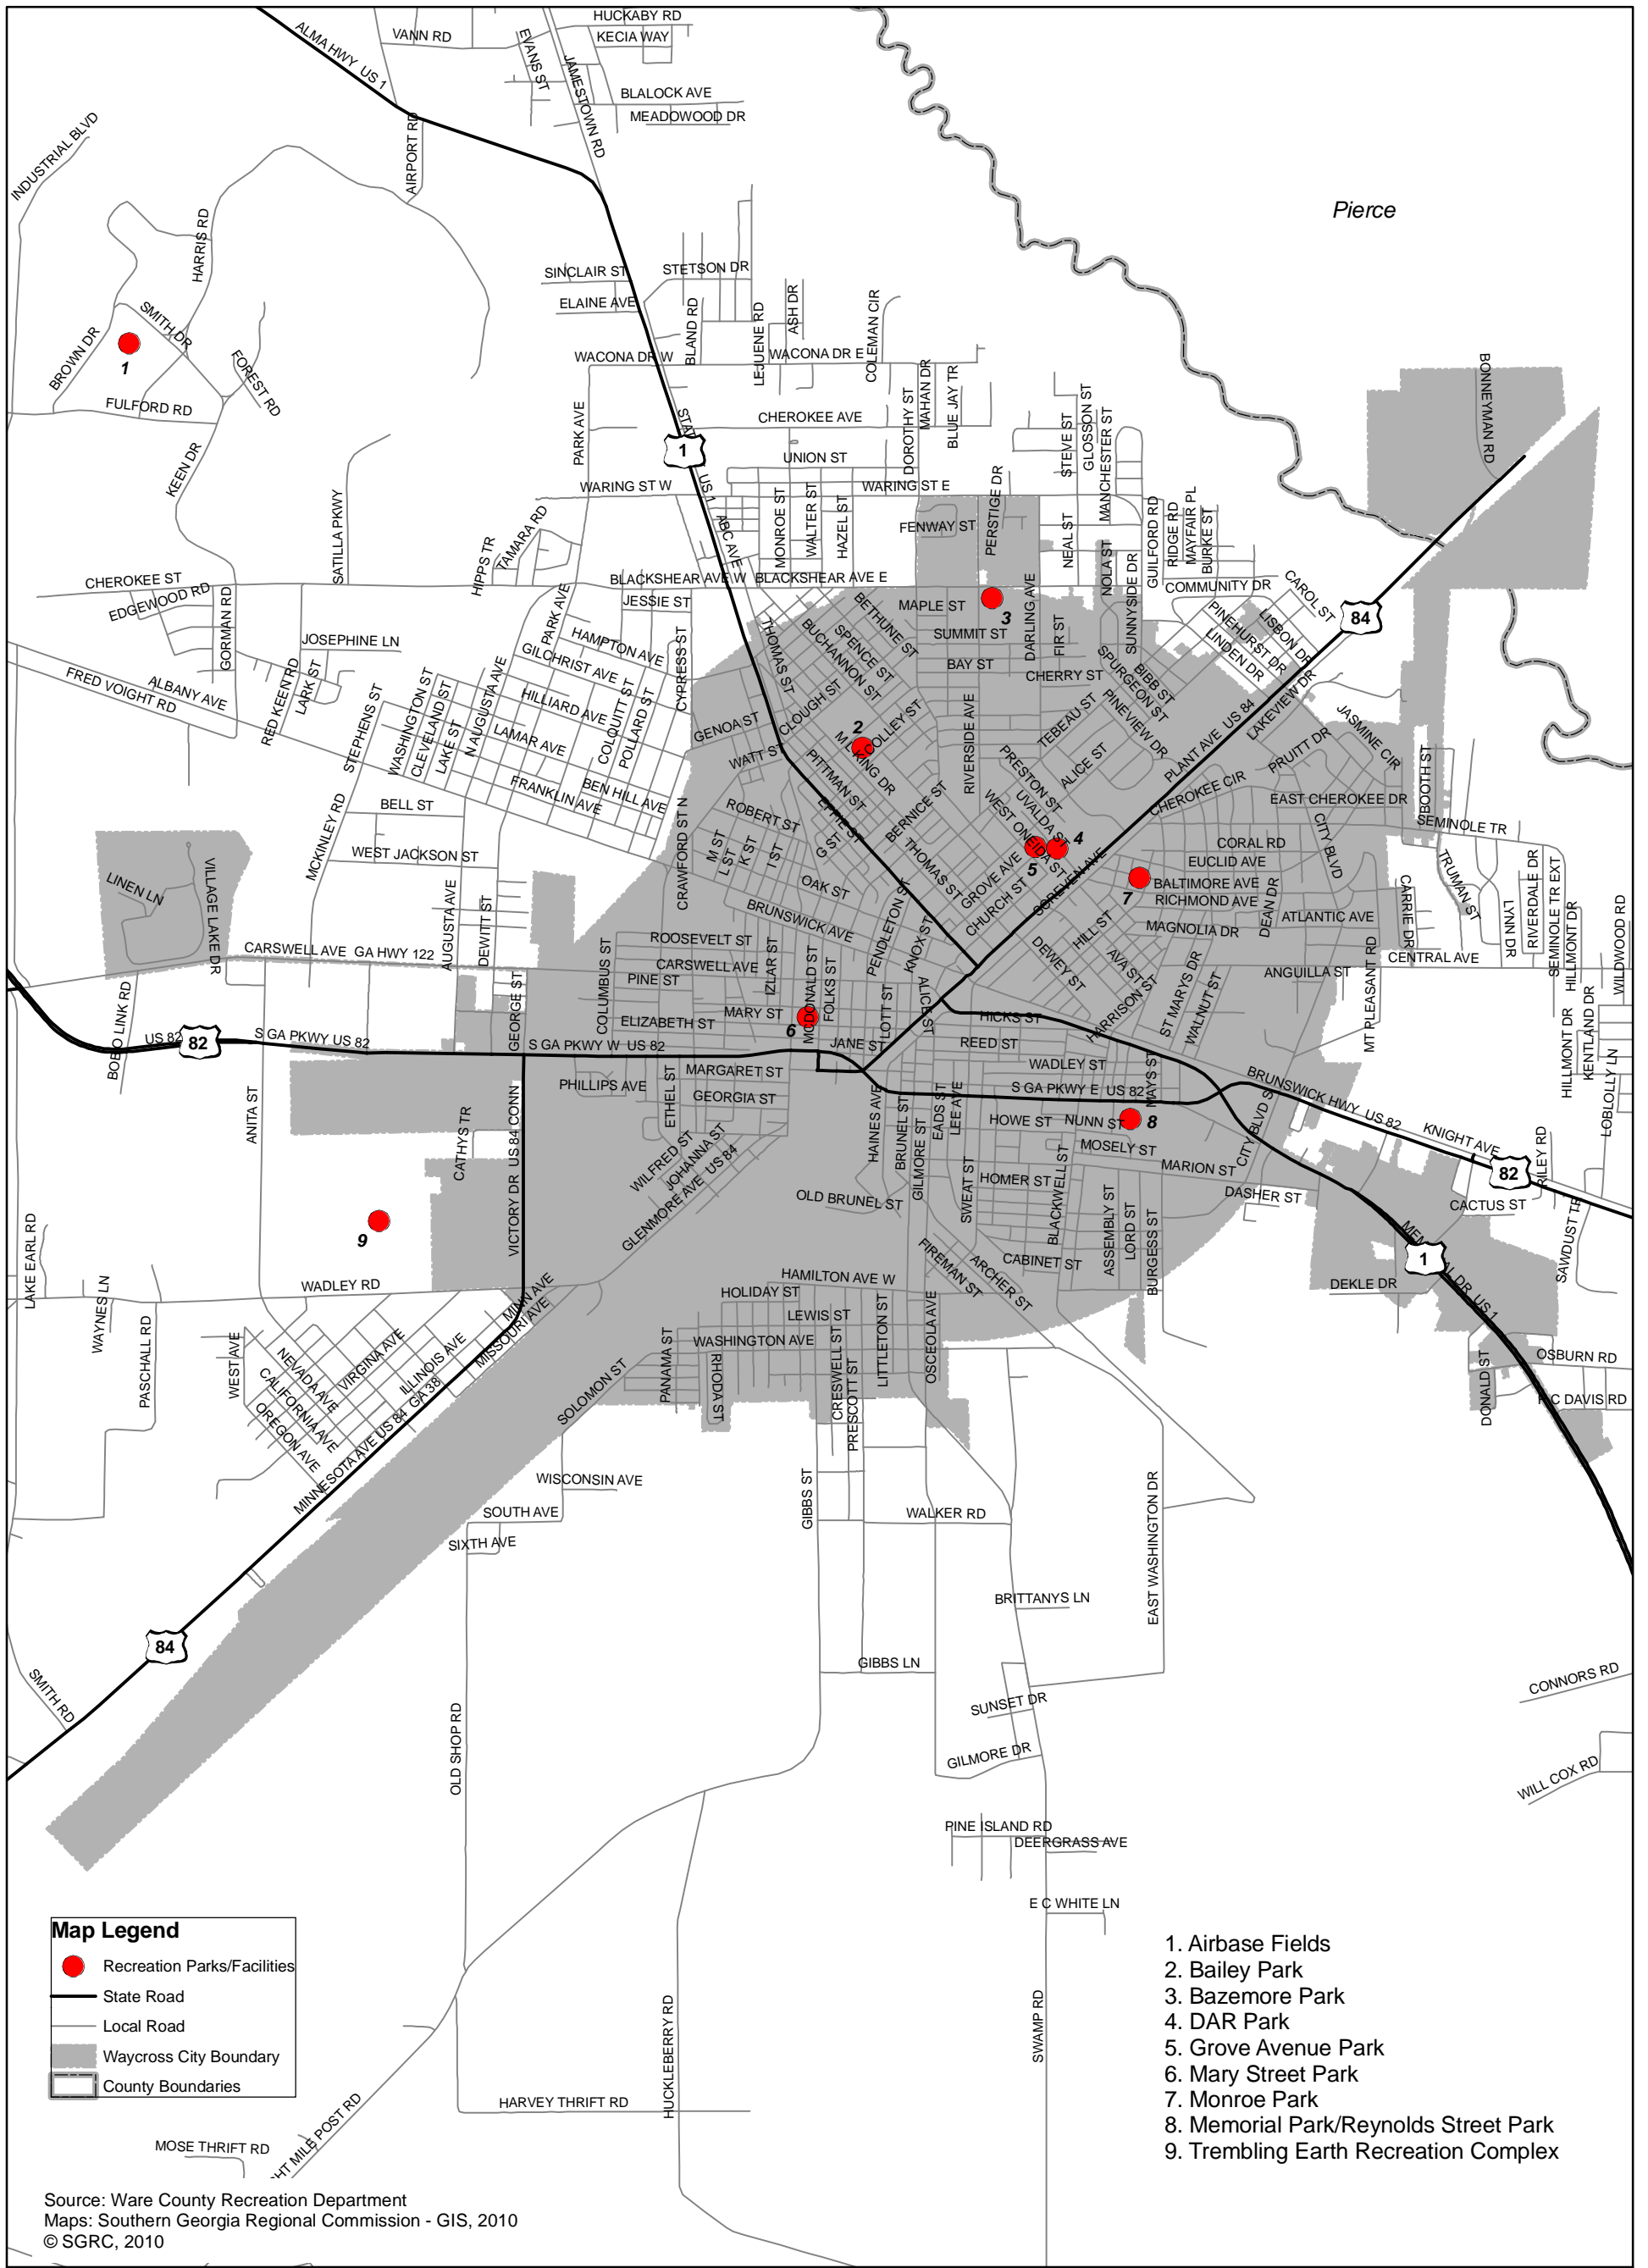 HUCKABY RD
VANN RD
KECIA WAY
ALMA HWY US 1
EVANS ST
JAMESTOWN RD
BLALOCK AVE
MEADOWOOD DR
INDUSTRIAL BLVD
AIRPORT RD
Pierce
HARRIS RD
SINCLAIR ST
STETSON DR
ELAINE AVE
BLAND RD
LEJUENE RD
ASH DR
COLEMAN CIR
SMITH DR
BROWN DR
1
FOREST RD
FULFORD RD
WACONA DR W
WACONA DR E
DOROTHY ST
MAHAN DR
BLUE JAY TR
BONNEYMAN RD
PARK AVE
CHEROKEE AVE
STEVE ST
GLOSSON ST
MANCHESTER ST
1
US 1
KEEN DR
UNION ST
WARING ST W
WARING ST E
SATILLA PKWY
HIPPS TR
TAMARA RD
ABC AVE
MONROE ST
WALTER ST
HAZEL ST
FENWAY ST
PERSTIGE DR
NEAL ST
NOLA ST
SUNNYSIDE DR
GUILFORD RD
RIDGE RD
MAYFAIR PL
BURKE ST
CHEROKEE ST
EDGEWOOD RD
GORMAN RD
BLACKSHEAR AVE W
BLACKSHEAR AVE E
COMMUNITY DR
CAROL ST
84
JESSIE ST
PARK AVE
BETHUNE ST
MAPLE ST
3
DARLING AVE
FIR ST
PINEHURST DR
LISBON DR
LINDEN DR
JOSEPHINE LN
HAMPTON AVE
GILCHRIST AVE
CYPRESS ST
THOMAS ST
BUCHANNON ST
SPENCE ST
SUMMIT ST
BAY ST
CHERRY ST
SPURGEON ST
BIBB ST
ALBANY AVE
FRED VOIGHT RD
RED KEEN RD
LARK ST
STEPHENS ST
WASHINGTON ST
CLEVELAND ST
LAKE ST
N AUGUSTA AVE
HILLIARD AVE
LAMAR AVE
COLQUITT ST
POLLARD ST
GENOA ST
CLOUGH ST
2
COLLEY ST
RIVERSIDE AVE
TEBEAU ST
PINEVIEW DR
PLANT AVE US 84
LAKEVIEW DR
JASMINE CIR
PRUITT DR
WATT ST
PITTMAN ST
M L KING DR
PRESTON ST
ALICE ST
FRANKLIN AVE
BEN HILL AVE
EFFIE ST
BERNICE ST
WEST ONEIDA ST
UVALDA ST
CHEROKEE CIR
EAST CHEROKEE DR
BOOTH ST
SEMINOLE TR
MCKINLEY RD
BELL ST
WEST JACKSON ST
CRAWFORD ST N
ROBERT ST
M ST
L ST
K ST
I ST
G ST
THOMAS ST
GROVE AVE
5
4
CITY BLVD
CORAL RD
EUCLID AVE
TRUMAN ST
LINEN LN
VILLAGE LAKE DR
OAK ST
BRUNSWICK AVE
CHURCH ST
SCREVEN AVE
7
BALTIMORE AVE
RICHMOND AVE
DEAN DR
ATLANTIC AVE
CARRIE DR
LYNN DR
RIVERDALE DR
SEMINOLE TR EXT
HILLMONT DR
WILDWOOD RD
AUGUSTA AVE
DEWITT ST
CARSWELL AVE GA HWY 122
ROOSEVELT ST
CARSWELL AVE
PINE ST
COLUMBUS ST
IZLAR ST
MCDONALD ST
FOLKS ST
PENDLETON ST
KNOX ST
DEWEY ST
HILL ST
AVA ST
MAGNOLIA DR
ANGUILLA ST
MT PLEASANT RD
CENTRAL AVE
BOBO LINK RD
GEORGE ST
ELIZABETH ST
MARY ST
6
LOTT ST
ALICE ST
HICKS ST
HARRISON ST
ST MARYS DR
WALNUT ST
US 82
82
S GA PKWY US 82
S GA PKWY W US 82
JANE ST
REED ST
WADLEY ST
HILLMONT DR
KENTLAND DR
LOBLOLLY LN
ANITA ST
PHILLIPS AVE
ETHEL ST
MARGARET ST
GEORGIA ST
HAINES AVE
BRUNEL ST
GILMORE ST
EADS ST
LEE AVE
S GA PKWY E US 82
MAYS ST
BRUNSWICK HWY US 82
CATHYS TR
VICTORY DR US 84 CONN
HOWE ST
NUNN ST
8
MOSELY ST
CITY BLVD S
KNIGHT AVE
82
RILEY RD
WILFRED ST
JOHANNA ST
GLENMORE AVE US 84
OLD BRUNEL ST
SWEAT ST
HOMER ST
BLACKWELL ST
MARION ST
DASHER ST
CACTUS ST
SAWDUST TR
LAKE EARL RD
9
ASSEMBLY ST
LORD ST
BURGESS ST
1
WADLEY RD
FIREMAN ST
ARCHER ST
CABINET ST
DEKLE DR
WAYNES LN
PASCHALL RD
MINN AVE
MISSOURI AVE
HAMILTON AVE W
HOLIDAY ST
LEWIS ST
WASHINGTON AVE
OSBURN RD
WEST AVE
NEVADA AVE
VIRGINA AVE
ILLINOIS AVE
CALIFORNIA AVE
OREGON AVE
MINNESOTA AVE US 84 GA 38
SOLOMON ST
PANAMA ST
RHODA ST
CRESWELL ST
PRESCOTT ST
LITTLETON ST
OSCEOLA AVE
DONALD ST
C DAVIS RD
WISCONSIN AVE
SOUTH AVE
SIXTH AVE
GIBBS ST
WALKER RD
EAST WASHINGTON DR
BRITTANYS LN
84
SMITH RD
GIBBS LN
SUNSET DR
CONNORS RD
OLD SHOP RD
GILMORE DR
WILL COX RD
PINE ISLAND RD
DEERGRASS AVE
E C WHITE LN
Map Legend
Recreation Parks/Facilities
State Road
Local Road
Waycross City Boundary
County Boundaries
1. Airbase Fields
2. Bailey Park
3. Bazemore Park
4. DAR Park
5. Grove Avenue Park
6. Mary Street Park
7. Monroe Park
8. Memorial Park/Reynolds Street Park
9. Trembling Earth Recreation Complex
HUCKLEBERRY RD
SWAMP RD
HARVEY THRIFT RD
MILE POST RD
MOSE THRIFT RD
Source: Ware County Recreation Department
Maps: Southern Georgia Regional Commission - GIS, 2010
© SGRC, 2010